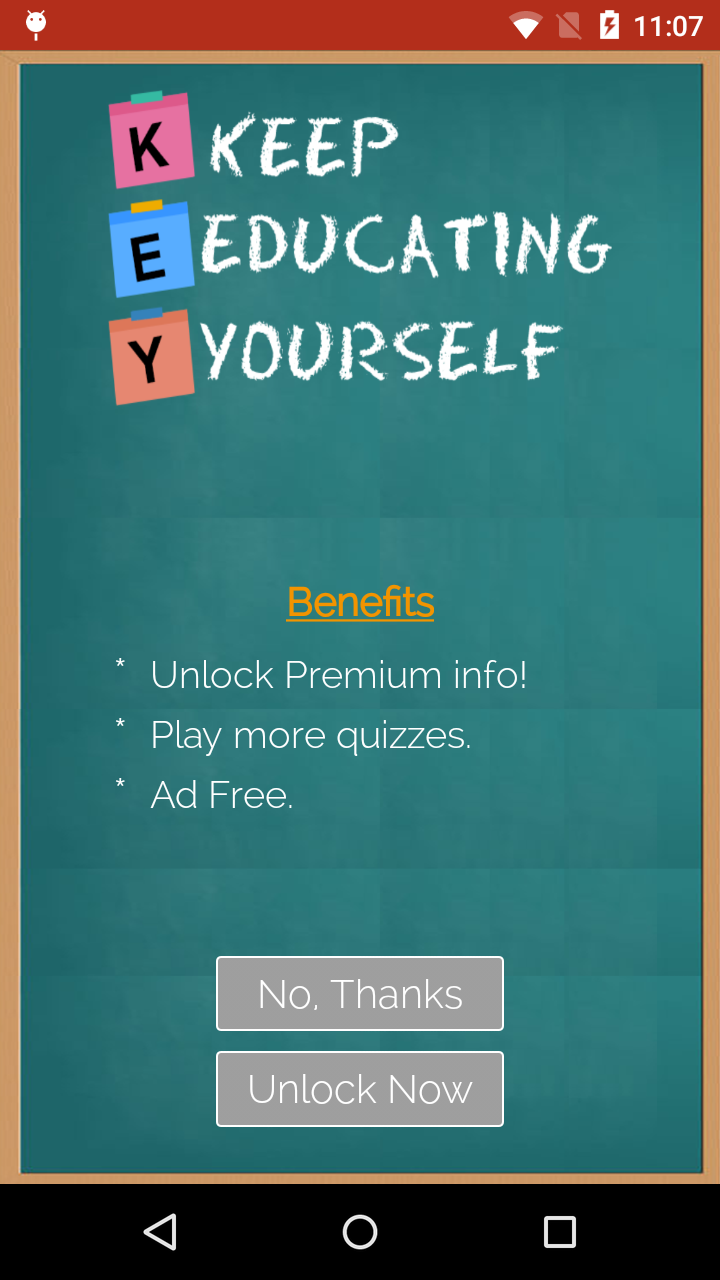 11:07
K KEEP
E EDUCATING
Y YOURSELF
Benefits
* Unlock Premium info!
* Play more quizzes.
* Ad Free.
No, Thanks
Unlock Now